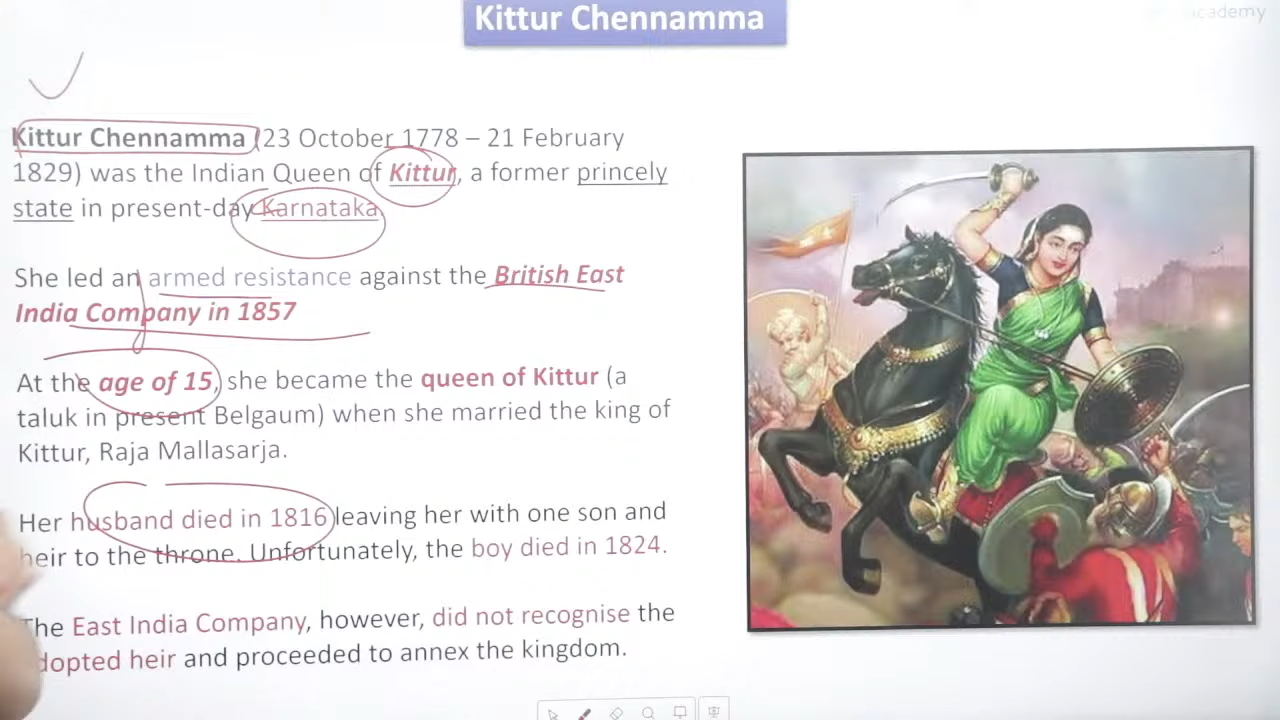 Kittur Chennamma
academy
Kittur Chennamma (23 October 1778 – 21 February
1829) was the Indian Queen of Kittur, a former princely
state in present-day Karnataka
She led an armed resistance against the British East
India Company in 1857
At the age of 15, she became the queen of Kittur (a
taluk in present Belgaum) when she married the king of
Kittur, Raja Mallasarja.
Her husband died in 1816 leaving her with one son and
heir to the throne. Unfortunately, the boy died in 1824.
The East India Company, however, did not recognise the
adopted heir and proceeded to annex the kingdom.